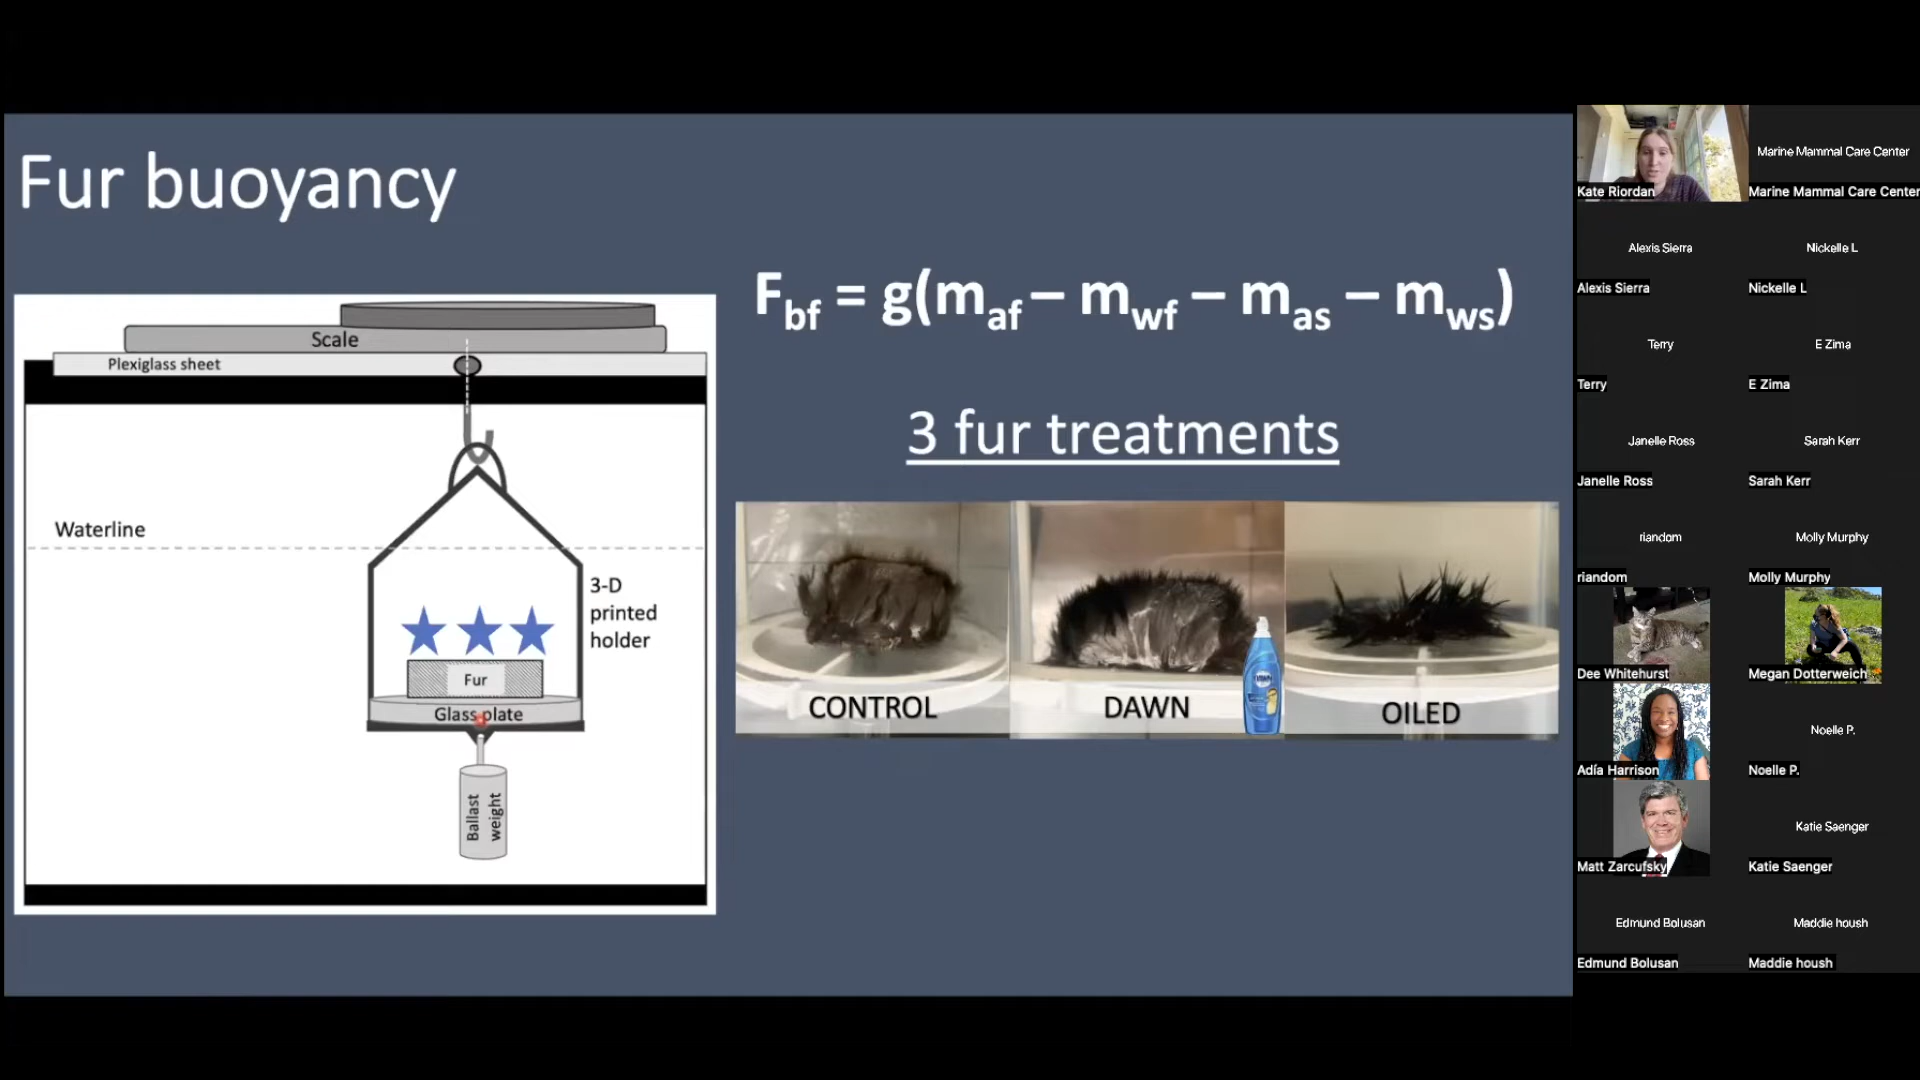 Fur buoyancy
Scale
Plexiglass sheet
Waterline
3-D
printed
holder
Fur
Glass plate
Ballast
weight
F_bf = g(m_af – m_wf – m_as – m_ws)
3 fur treatments
CONTROL
DAWN
OILED
Kate Riordan
Marine Mammal Care Center
Marine Mammal Care Center
Alexis Sierra
Alexis Sierra
Nickelle L
Nickelle L
Terry
Terry
E Zima
E Zima
Janelle Ross
Janelle Ross
Sarah Kerr
Sarah Kerr
riandom
riandom
Molly Murphy
Molly Murphy
Dee Whitehurst
Megan Dotterweich
Adía Harrison
Noelle P.
Noelle P.
Matt Zarcufsky
Katie Saenger
Katie Saenger
Edmund Bolusan
Edmund Bolusan
Maddie housh
Maddie housh